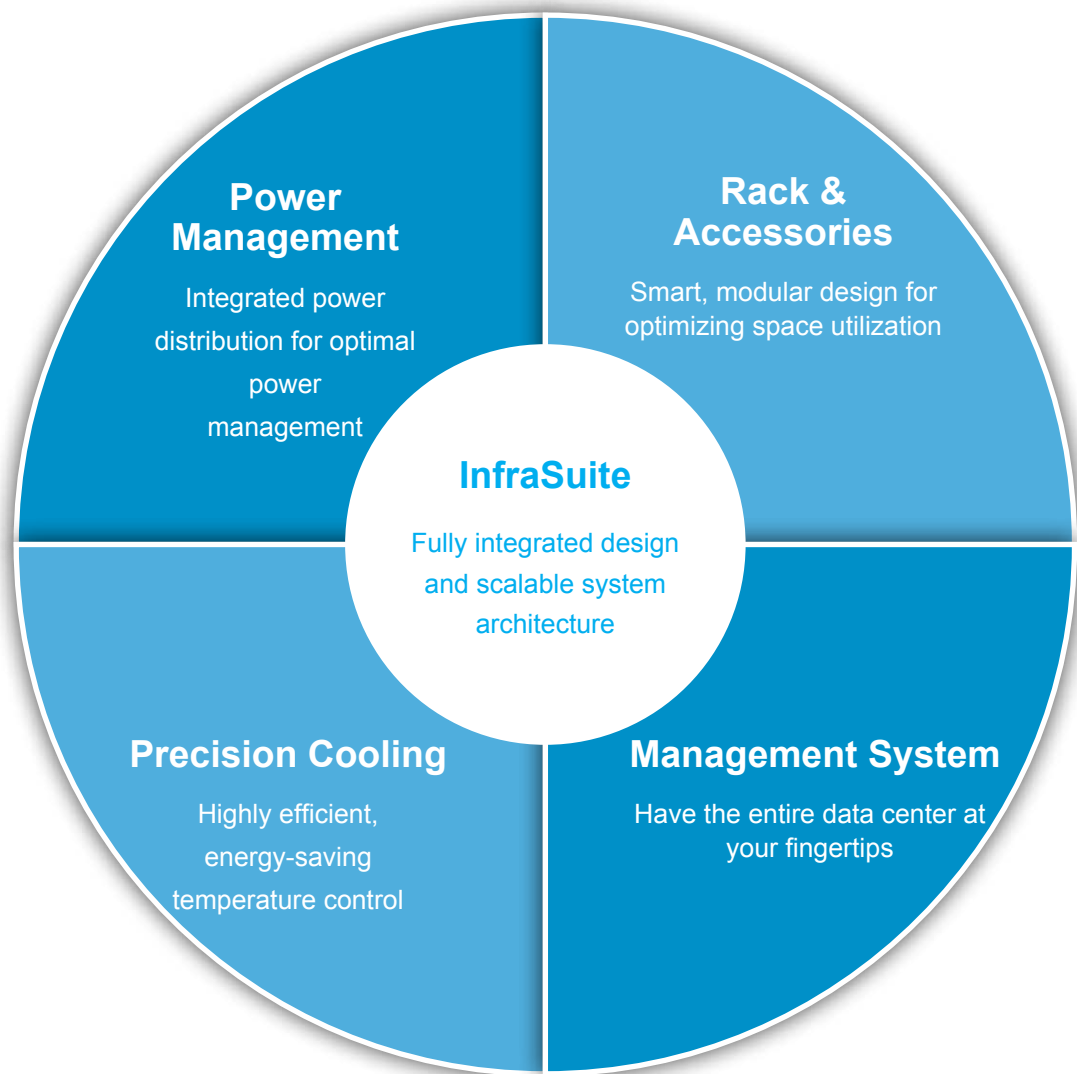 Power
Management
Integrated power
distribution for optimal
power
management
Rack &
Accessories
Smart, modular design for
optimizing space utilization
InfraSuite
Fully integrated design
and scalable system
architecture
Precision Cooling
Highly efficient,
energy-saving
temperature control
Management System
Have the entire data center at
your fingertips